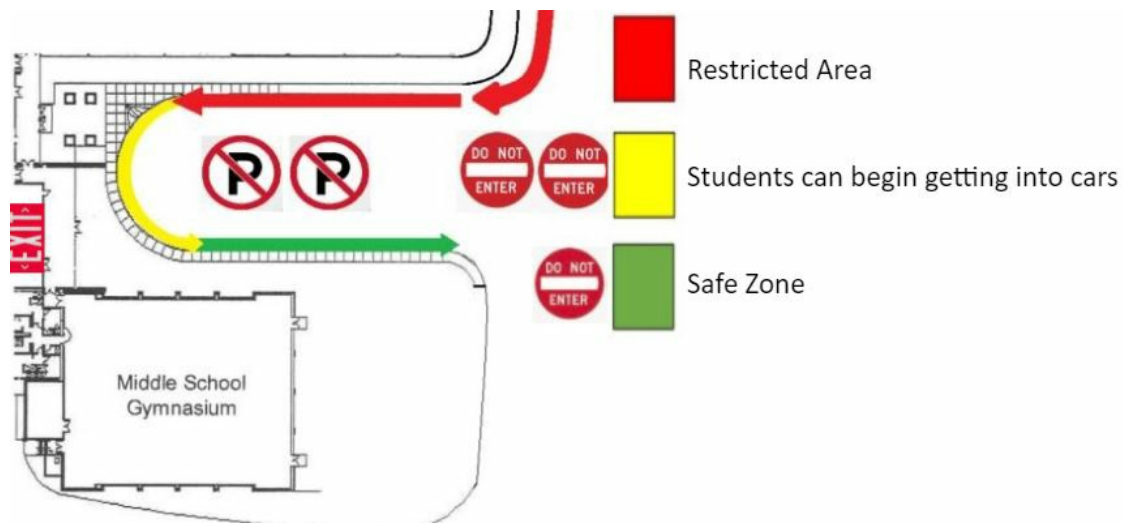 Restricted Area
P
P
DO NOT
ENTER
DO NOT
ENTER
Students can begin getting into cars
EXIT
DO NOT
ENTER
Safe Zone
Middle School
Gymnasium